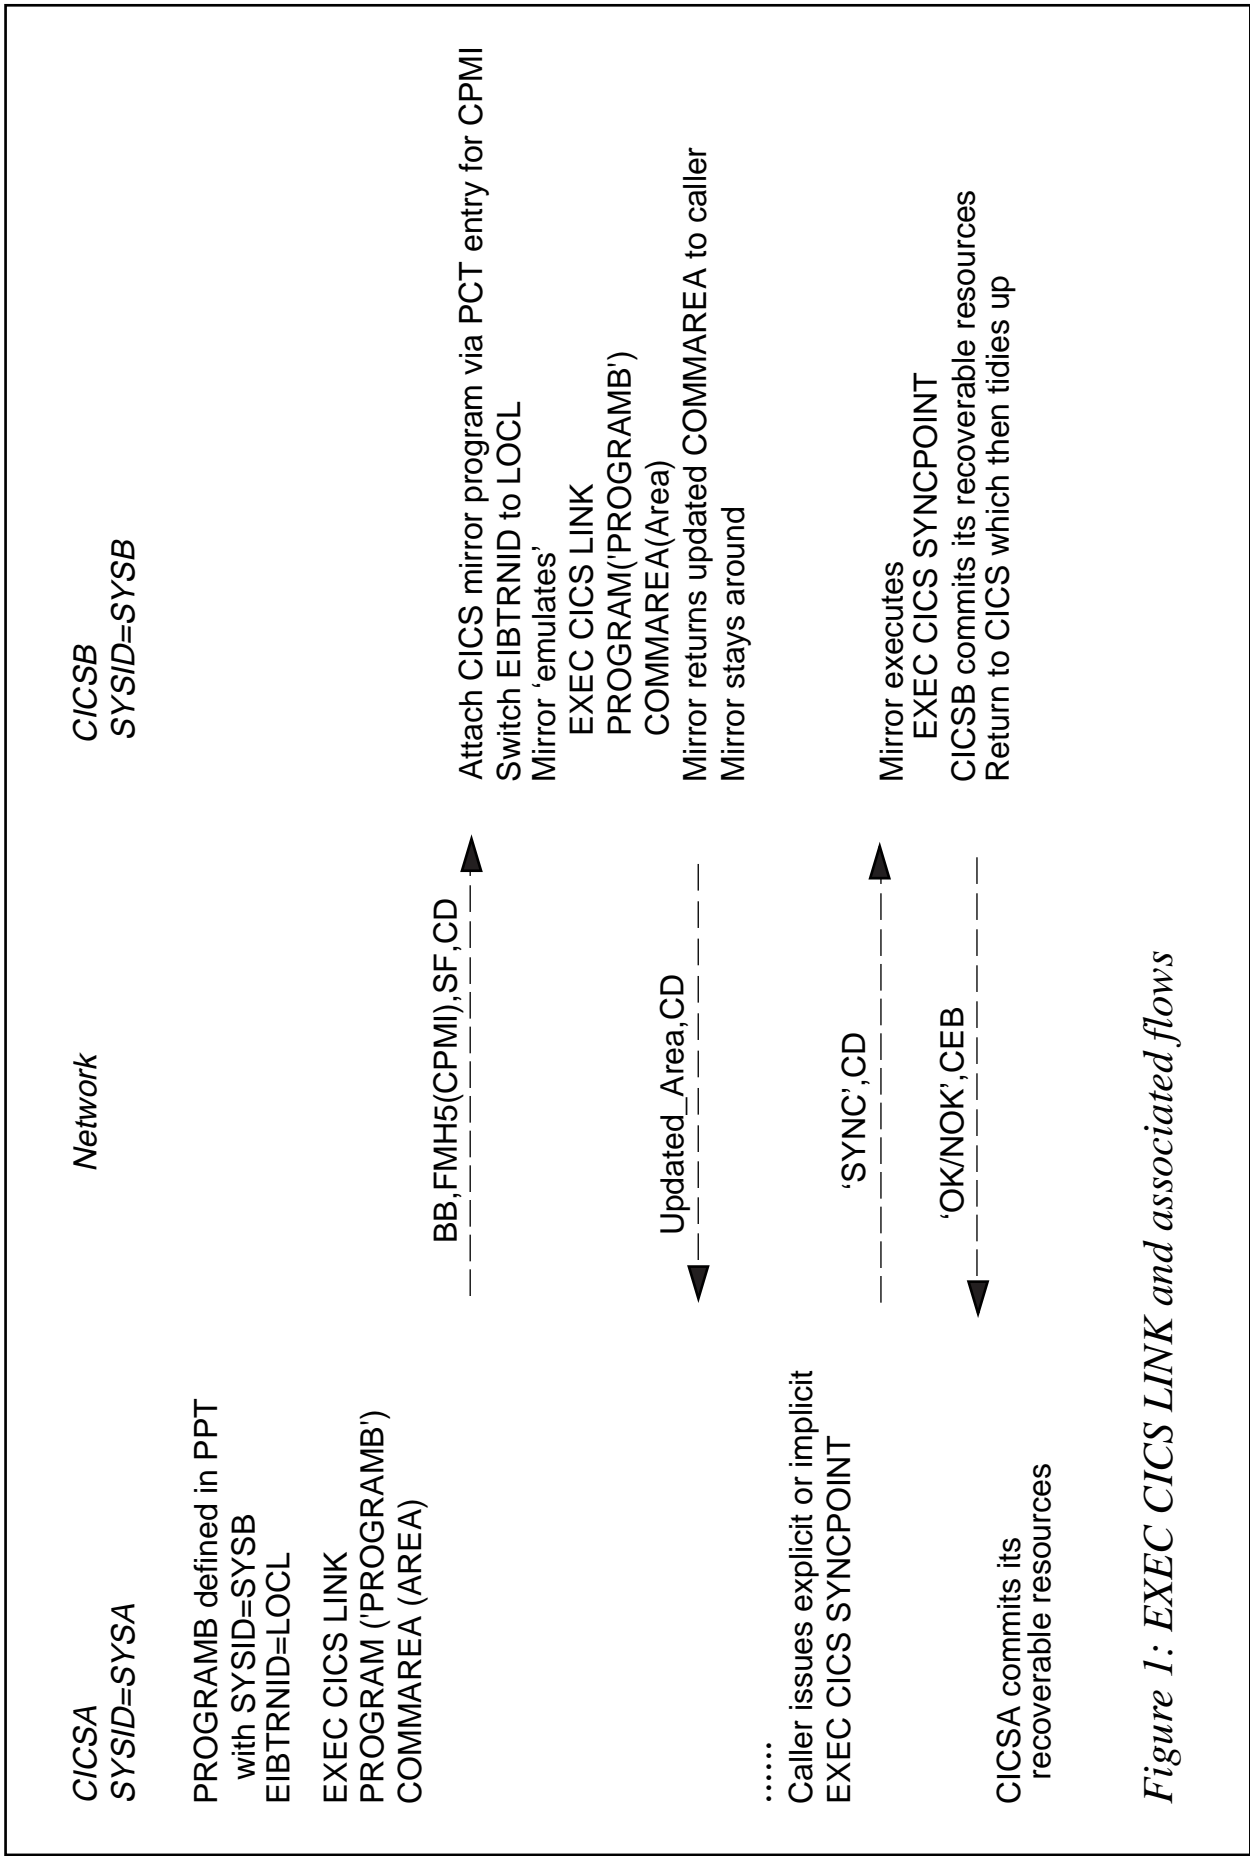 CICSA
SYSID=SYSA
Network
CICSB
SYSID=SYSB
PROGRAMB defined in PPT
with SYSID=SYSB
EIBTRNID=LOCL
EXEC CICS LINK
PROGRAM ('PROGRAMB')
COMMAREA (AREA)
BB,FMH5(CPMI),SF,CD
Attach CICS mirror program via PCT entry for CPMI
Switch EIBTRNID to LOCL
Mirror ‘emulates’
EXEC CICS LINK
PROGRAM('PROGRAMB')
COMMAREA(Area)
Updated_Area,CD
Mirror returns updated COMMAREA to caller
Mirror stays around
......
Caller issues explicit or implicit
EXEC CICS SYNCPOINT
‘SYNC’,CD
Mirror executes
EXEC CICS SYNCPOINT
‘OK/NOK’,CEB
CICSB commits its recoverable resources
Return to CICS which then tidies up
CICSA commits its
recoverable resources
Figure 1: EXEC CICS LINK and associated flows